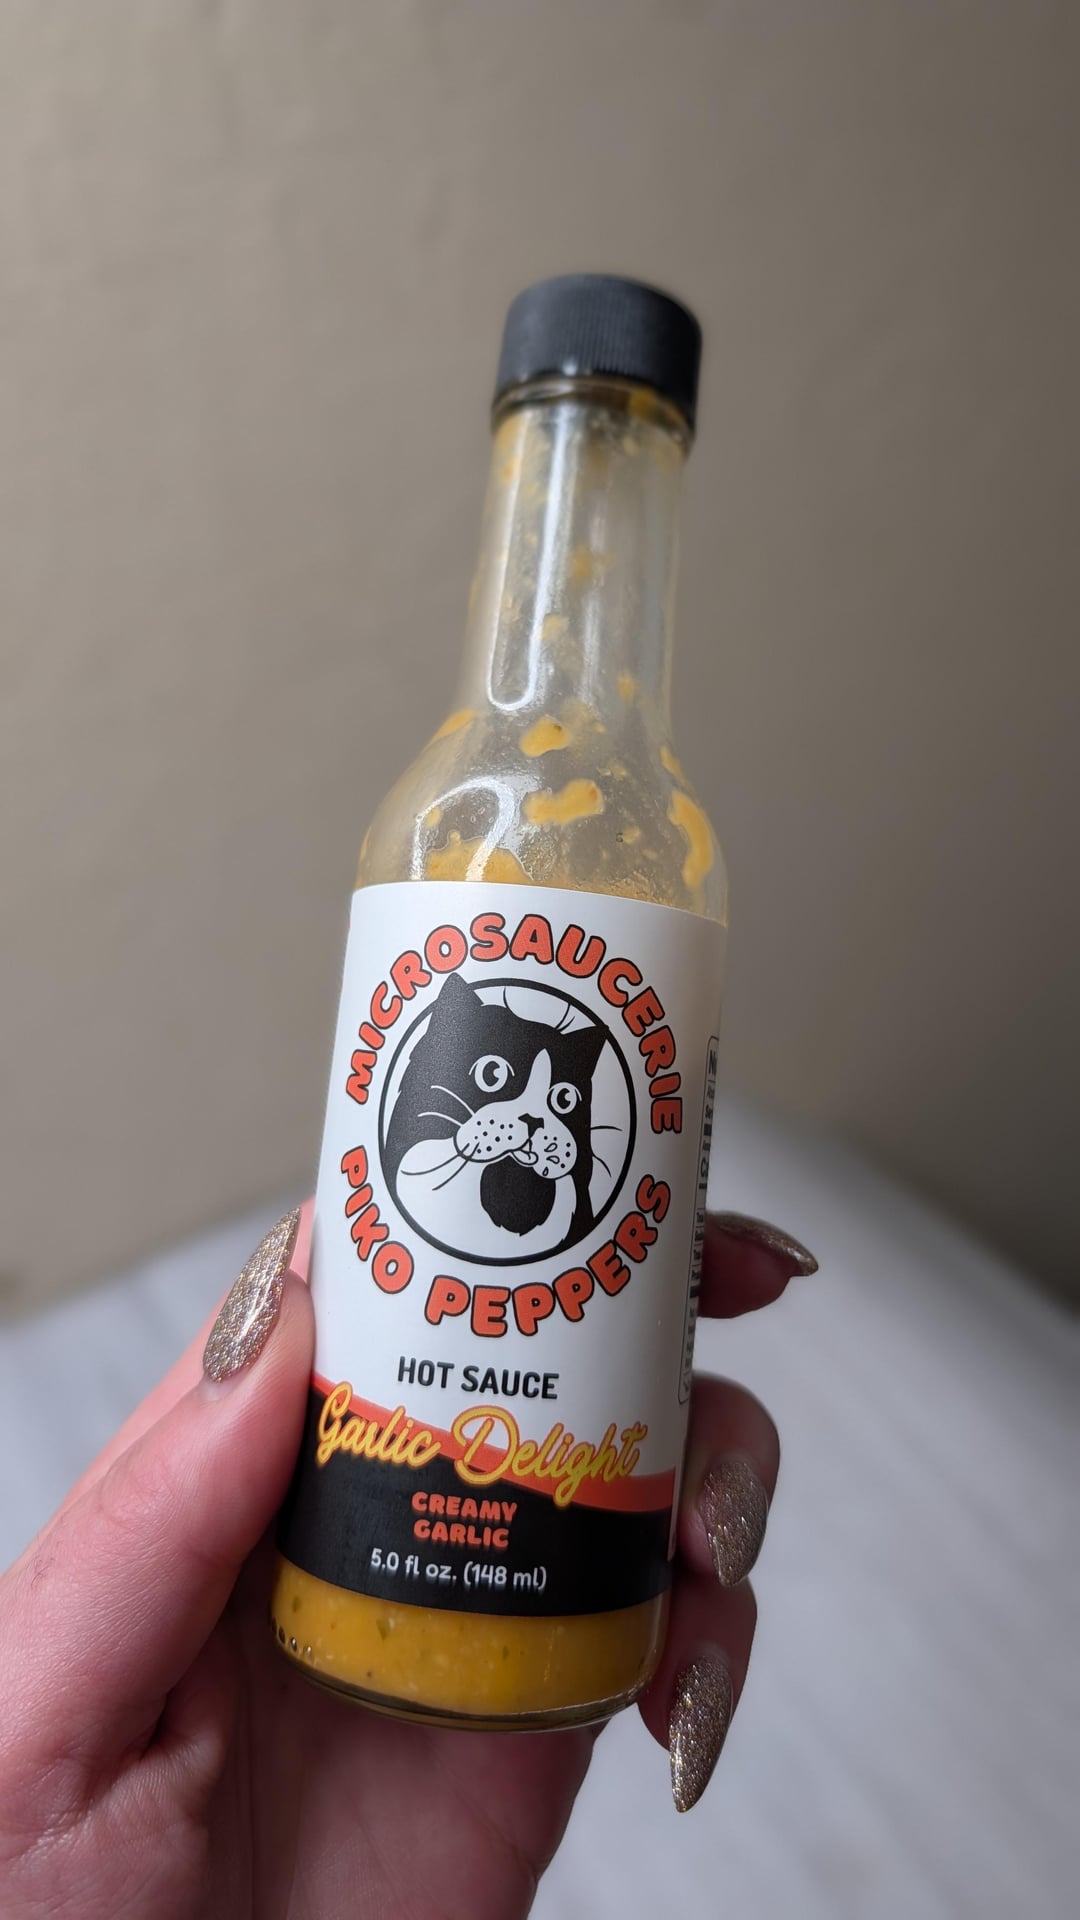 MICROSAUCERIE
PIKO PEPPERS
HOT SAUCE
Garlic Delight
CREAMY
GARLIC
5.0 fl oz. (148 ml)